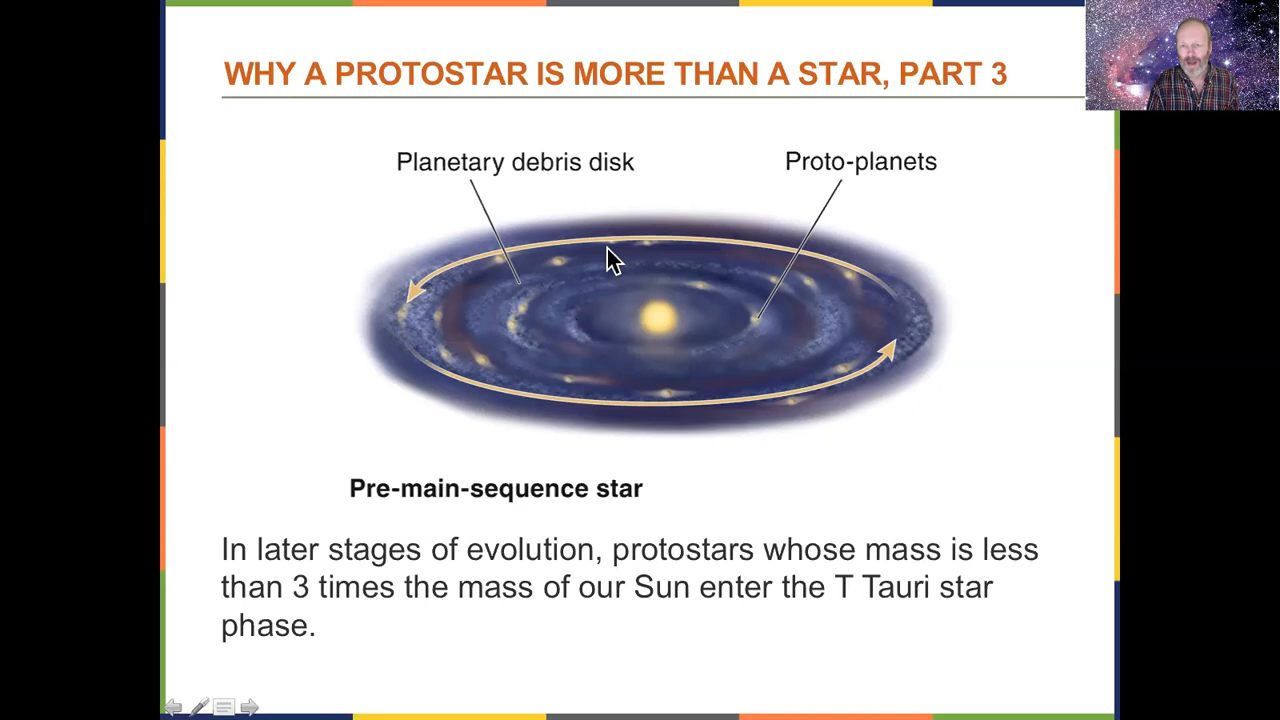 WHY A PROTOSTAR IS MORE THAN A STAR, PART 3
Planetary debris disk
Proto-planets
Pre-main-sequence star
In later stages of evolution, protostars whose mass is less
than 3 times the mass of our Sun enter the T Tauri star
phase.